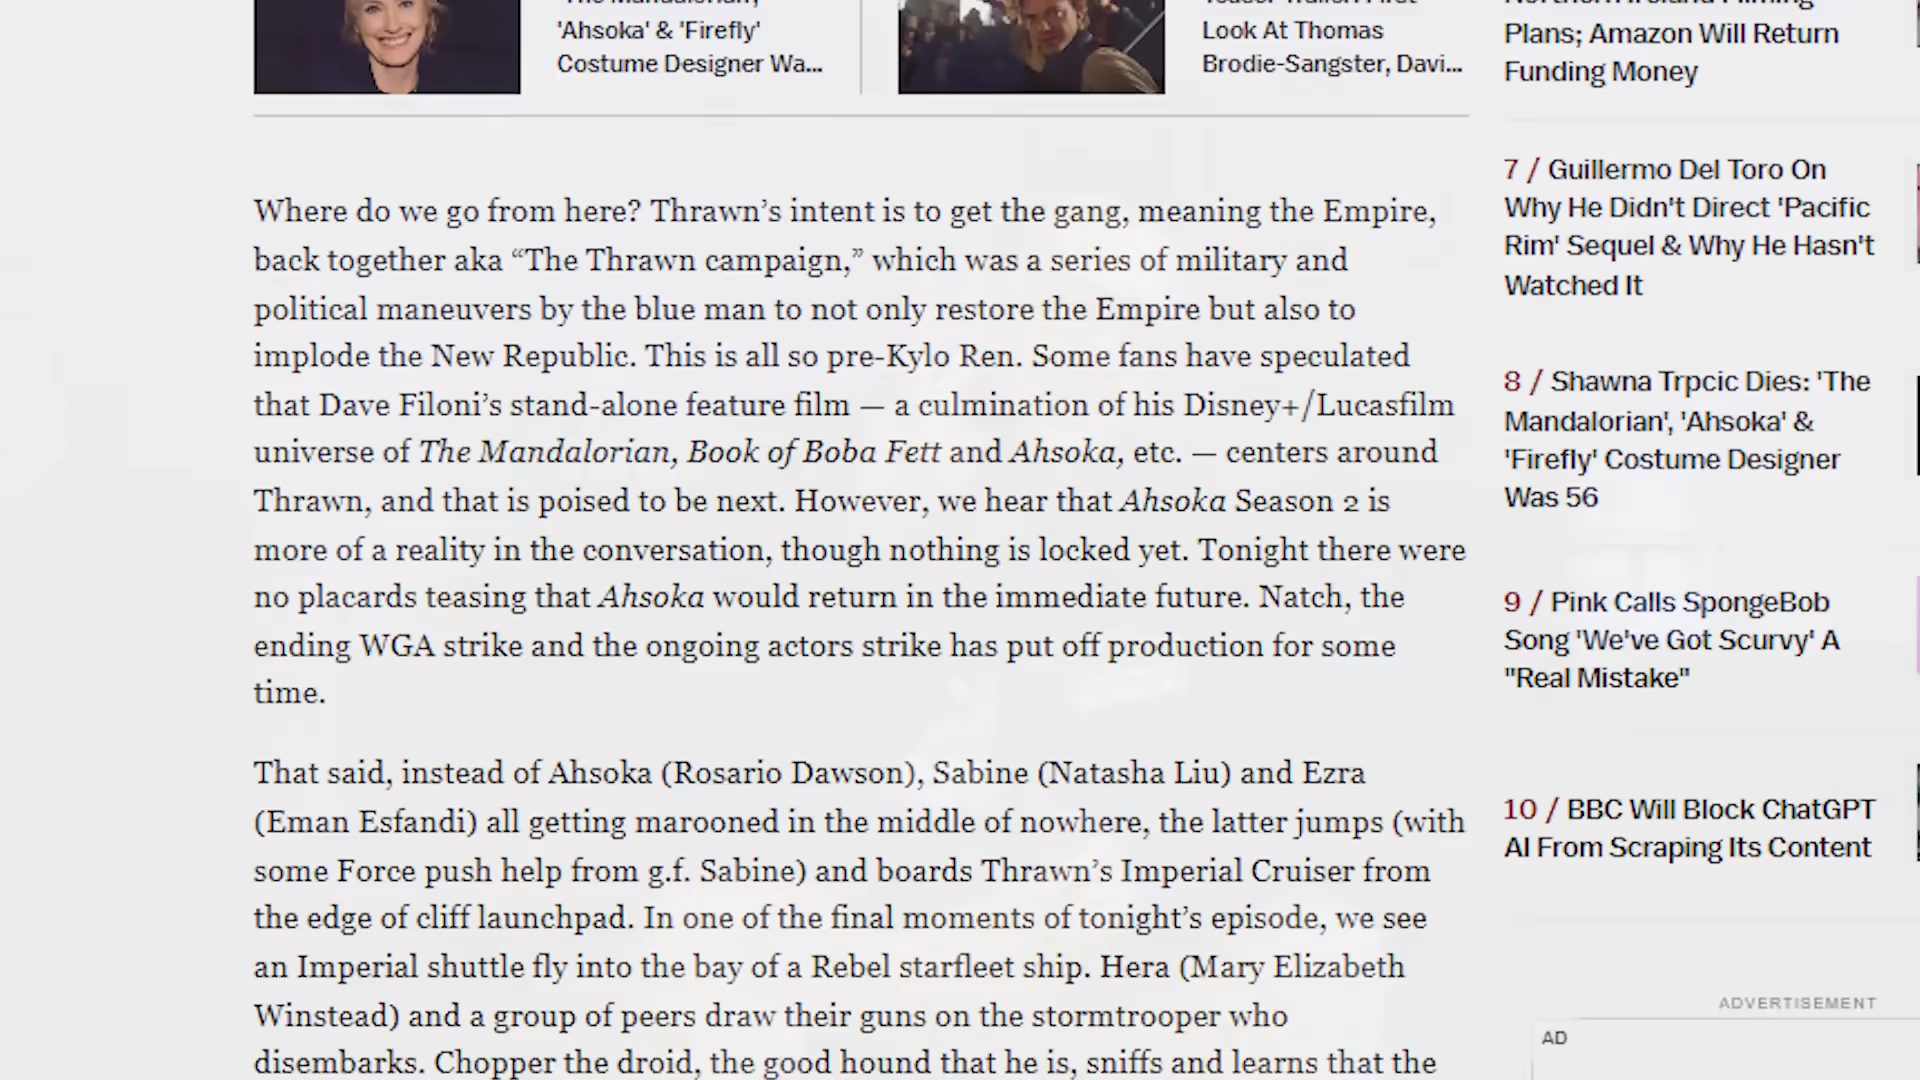 'Ahsoka' & 'Firefly'
Costume Designer Wa...
Look At Thomas
Brodie-Sangster, Davi...
Where do we go from here? Thrawn’s intent is to get the gang, meaning the Empire,
back together aka “The Thrawn campaign,” which was a series of military and
political maneuvers by the blue man to not only restore the Empire but also to
implode the New Republic. This is all so pre-Kylo Ren. Some fans have speculated
that Dave Filoni’s stand-alone feature film — a culmination of his Disney+/Lucasfilm
universe of The Mandalorian, Book of Boba Fett and Ahsoka, etc. — centers around
Thrawn, and that is poised to be next. However, we hear that Ahsoka Season 2 is
more of a reality in the conversation, though nothing is locked yet. Tonight there were
no placards teasing that Ahsoka would return in the immediate future. Natch, the
ending WGA strike and the ongoing actors strike has put off production for some
time.
That said, instead of Ahsoka (Rosario Dawson), Sabine (Natasha Liu) and Ezra
(Eman Esfandi) all getting marooned in the middle of nowhere, the latter jumps (with
some Force push help from g.f. Sabine) and boards Thrawn’s Imperial Cruiser from
the edge of cliff launchpad. In one of the final moments of tonight’s episode, we see
an Imperial shuttle fly into the bay of a Rebel starfleet ship. Hera (Mary Elizabeth
Winstead) and a group of peers draw their guns on the stormtrooper who
disembarks. Chopper the droid, the good hound that he is, sniffs and learns that the
Plans; Amazon Will Return
Funding Money
7 / Guillermo Del Toro On
Why He Didn't Direct 'Pacific
Rim' Sequel & Why He Hasn't
Watched It
8 / Shawna Trpcic Dies: 'The
Mandalorian', 'Ahsoka' &
'Firefly' Costume Designer
Was 56
9 / Pink Calls SpongeBob
Song 'We've Got Scurvy' A
"Real Mistake"
10 / BBC Will Block ChatGPT
AI From Scraping Its Content
ADVERTISEMENT
AD